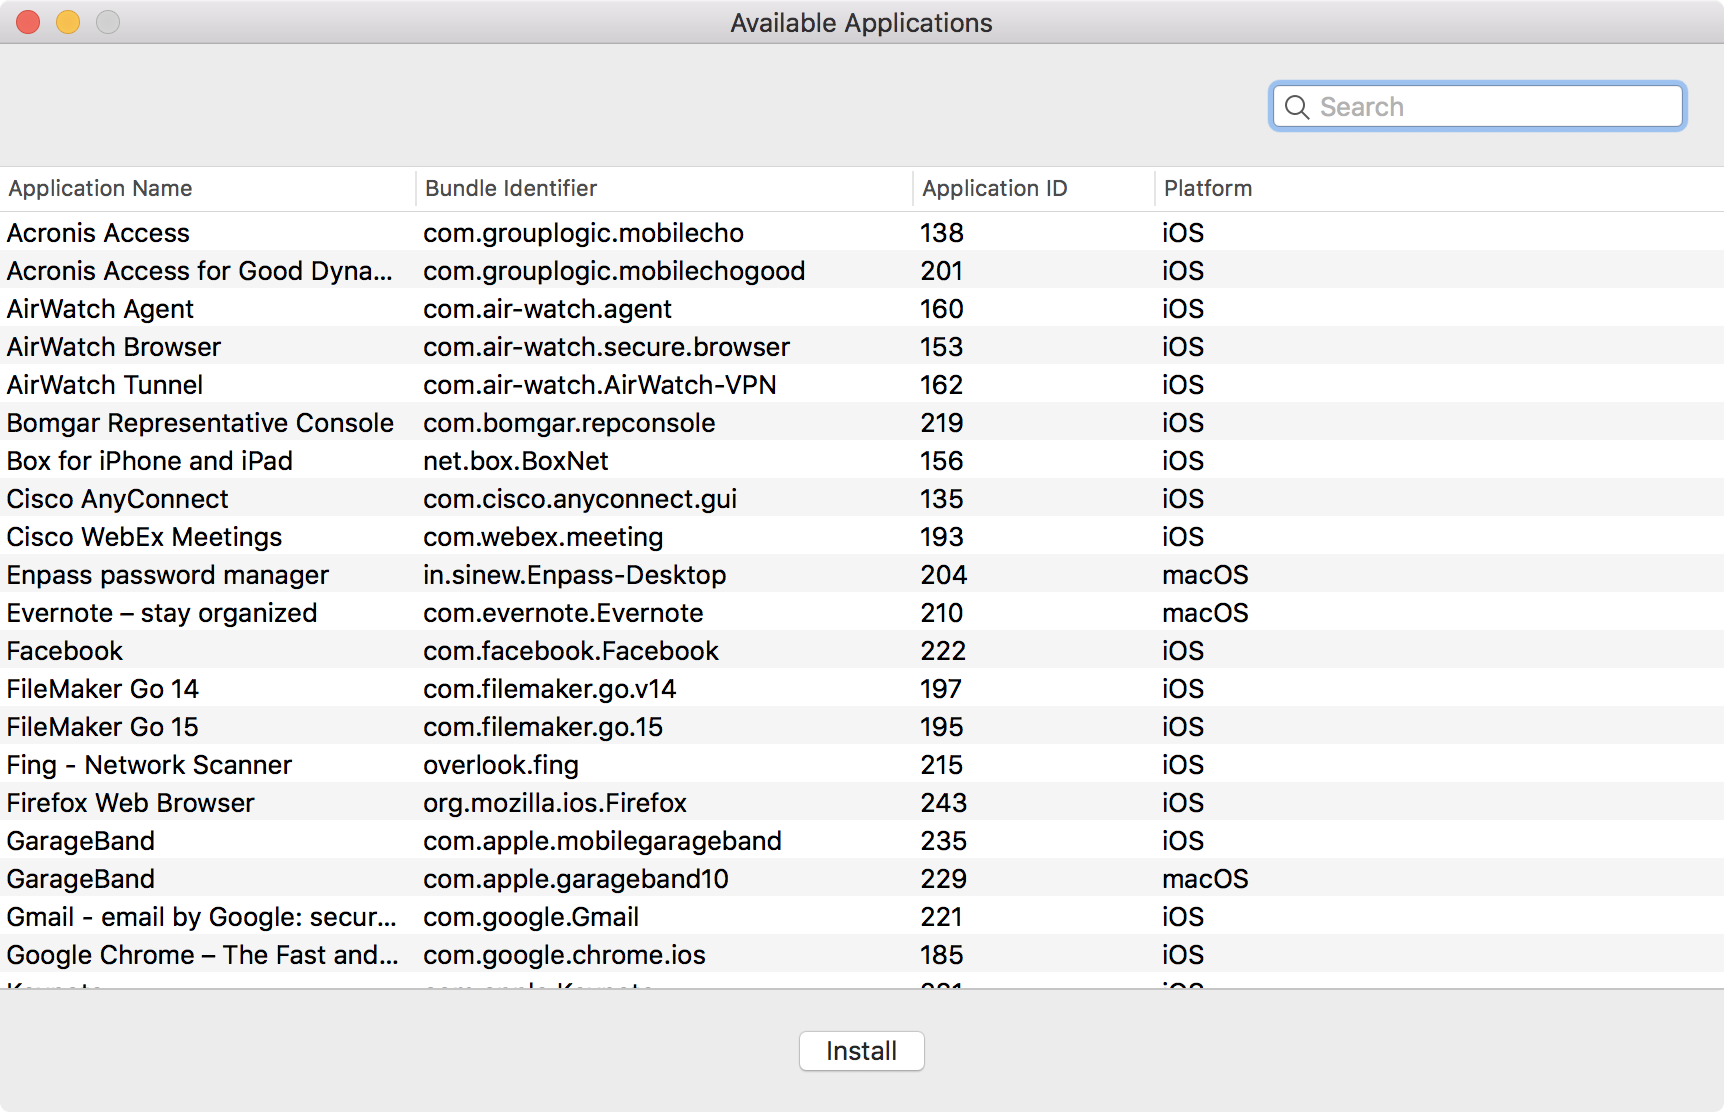 Available Applications
Search
Application Name Bundle Identifier Application ID Platform
Acronis Access com.grouplogic.mobilecho 138 iOS
Acronis Access for Good Dyna... com.grouplogic.mobilechogood 201 iOS
AirWatch Agent com.air-watch.agent 160 iOS
AirWatch Browser com.air-watch.secure.browser 153 iOS
AirWatch Tunnel com.air-watch.AirWatch-VPN 162 iOS
Bomgar Representative Console com.bomgar.repconsole 219 iOS
Box for iPhone and iPad net.box.BoxNet 156 iOS
Cisco AnyConnect com.cisco.anyconnect.gui 135 iOS
Cisco WebEx Meetings com.webex.meeting 193 iOS
Enpass password manager in.sinew.Enpass-Desktop 204 macOS
Evernote – stay organized com.evernote.Evernote 210 macOS
Facebook com.facebook.Facebook 222 iOS
FileMaker Go 14 com.filemaker.go.v14 197 iOS
FileMaker Go 15 com.filemaker.go.15 195 iOS
Fing - Network Scanner overlook.fing 215 iOS
Firefox Web Browser org.mozilla.ios.Firefox 243 iOS
GarageBand com.apple.mobilegarageband 235 iOS
GarageBand com.apple.garageband10 229 macOS
Gmail - email by Google: secur... com.google.Gmail 221 iOS
Google Chrome – The Fast and... com.google.chrome.ios 185 iOS
Install